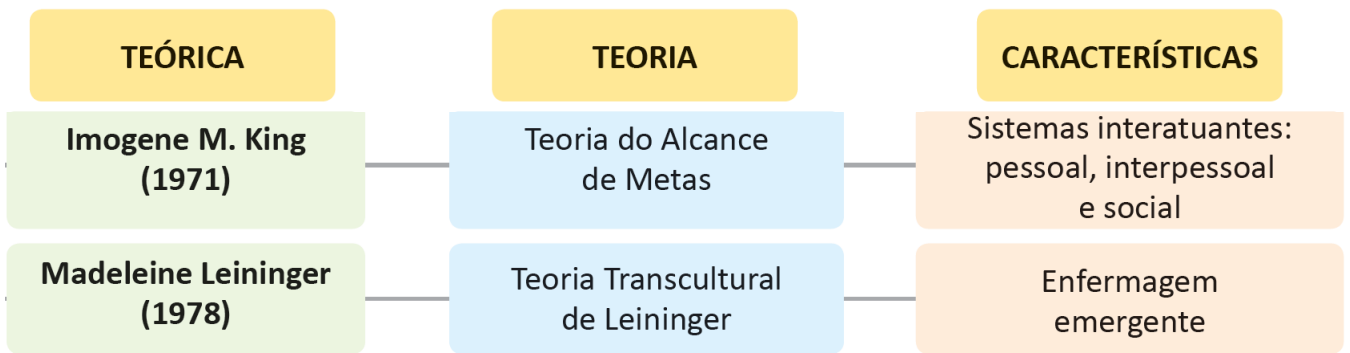 TEÓRICA
TEORIA
CARACTERÍSTICAS
Imogene M. King
(1971)
Teoria do Alcance
de Metas
Sistemas interatuantes:
pessoal, interpessoal
e social
Madeleine Leininger
(1978)
Teoria Transcultural
de Leininger
Enfermagem
emergente